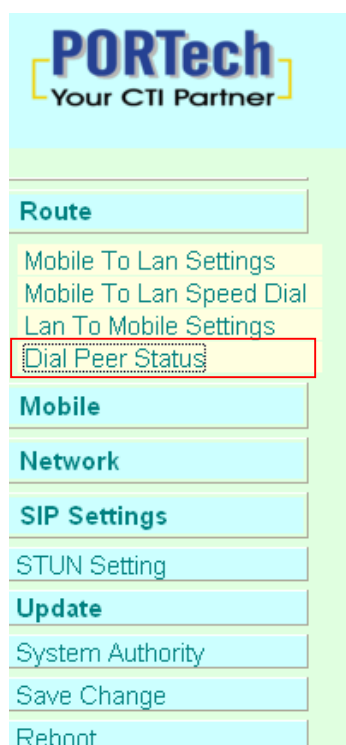 PORTech
Your CTI Partner
Route
Mobile To Lan Settings
Mobile To Lan Speed Dial
Lan To Mobile Settings
Dial Peer Status
Mobile
Network
SIP Settings
STUN Setting
Update
System Authority
Save Change
Reboot